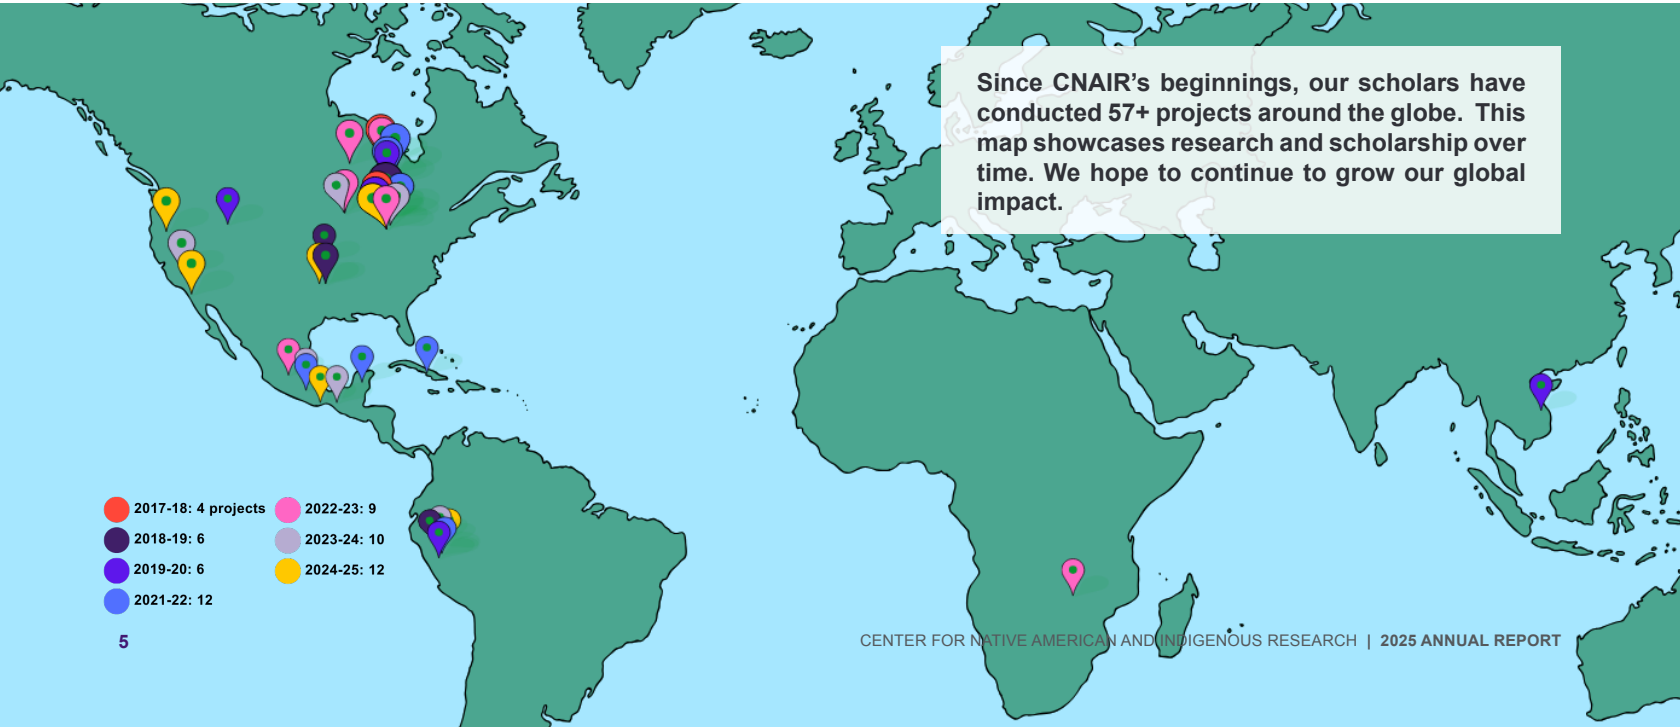 Since CNAIR's beginnings, our scholars have
conducted 57+ projects around the globe. This
map showcases research and scholarship over
time. We hope to continue to grow our global
impact.
2017-18: 4 projects
2018-19: 6
2019-20: 6
2021-22: 12
2022-23: 9
2023-24: 10
2024-25: 12
5
CENTER FOR NATIVE AMERICAN AND INDIGENOUS RESEARCH | 2025 ANNUAL REPORT